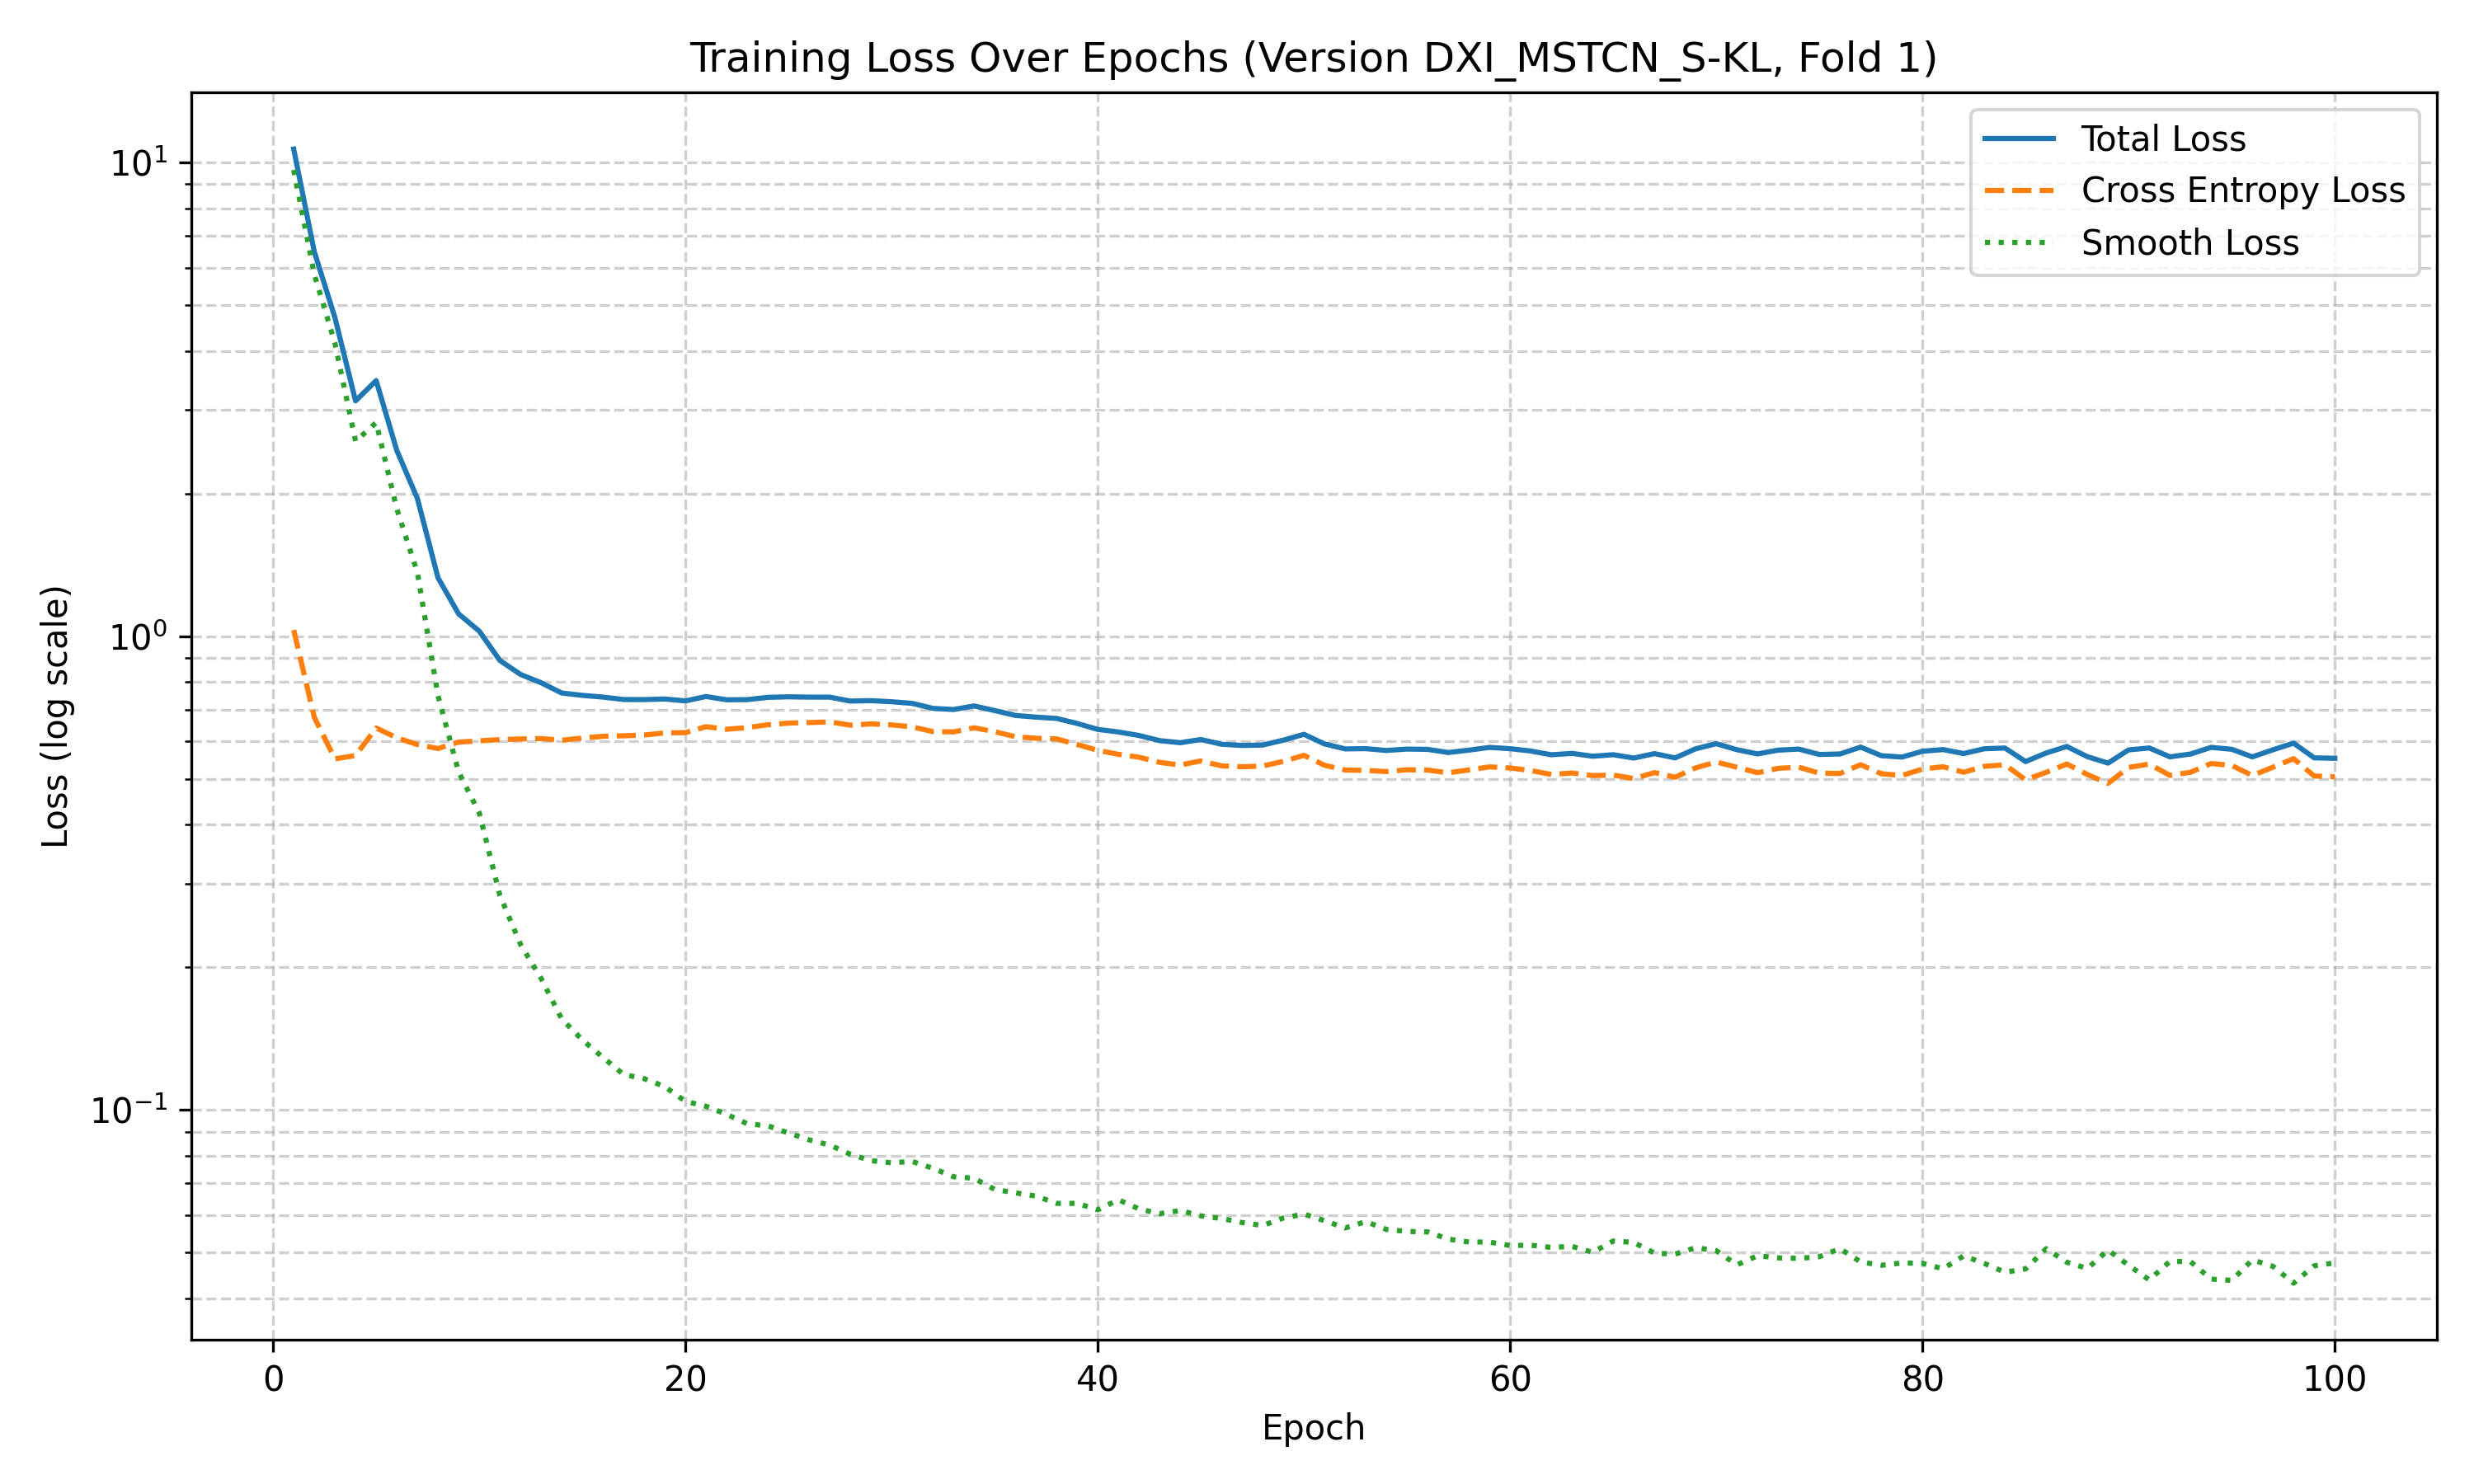 Training Loss Over Epochs (Version DXI_MSTCN_S-KL, Fold 1)
Total Loss
Cross Entropy Loss
Smooth Loss
10¹
10⁰
10⁻¹
Loss (log scale)
0 20 40 60 80 100
Epoch